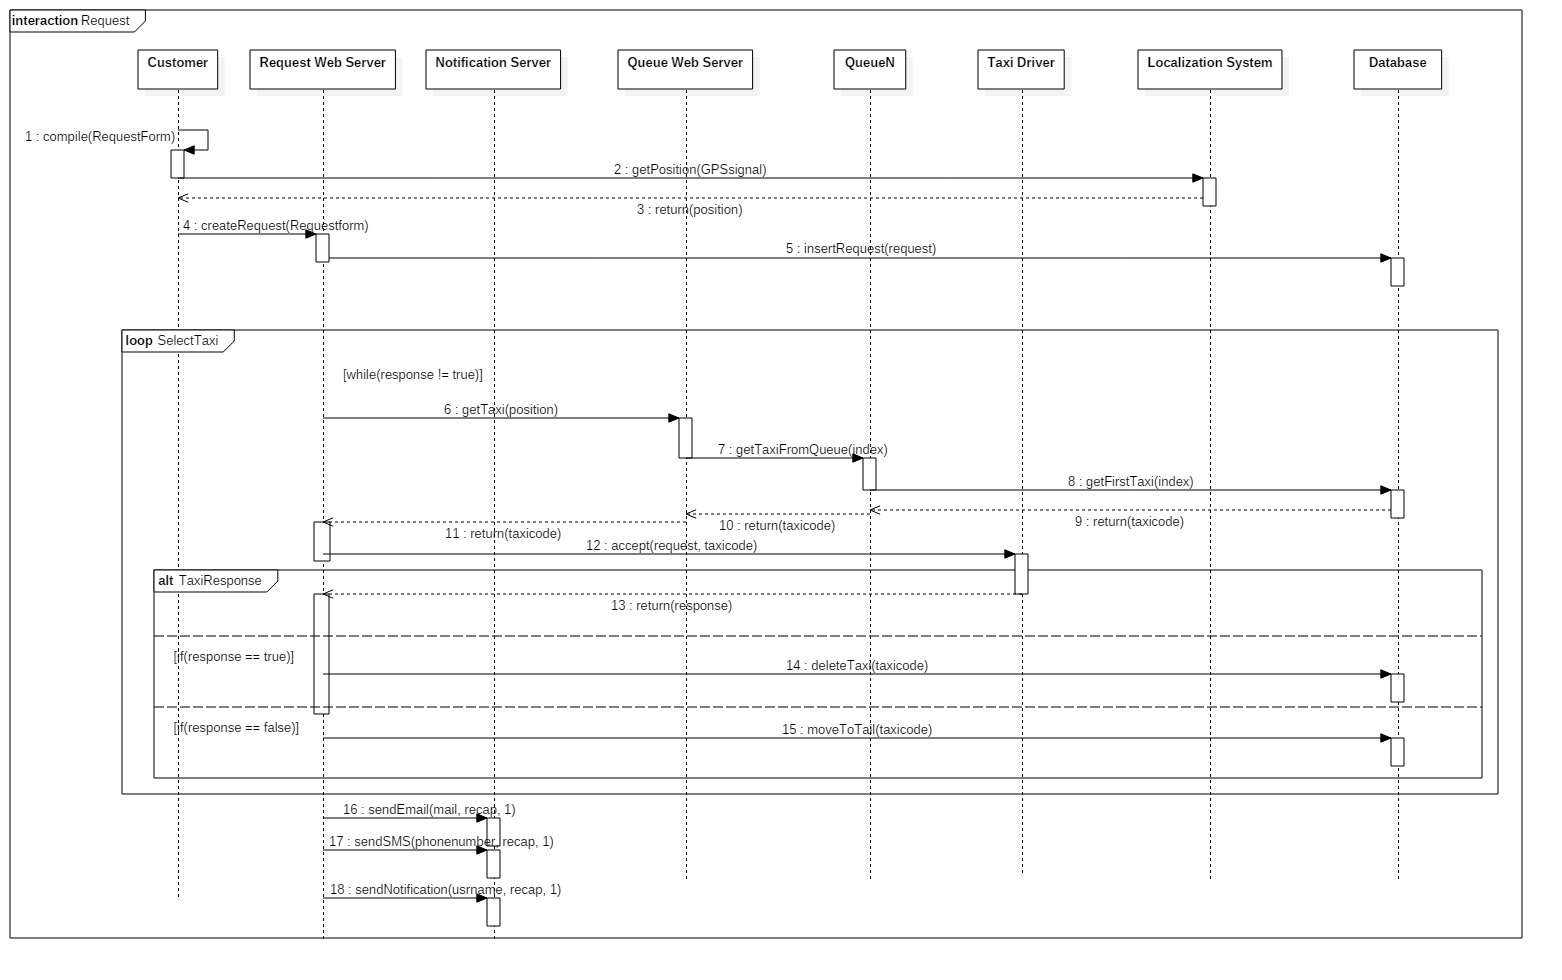 interaction Request
Customer
Request Web Server
Notification Server
Queue Web Server
QueueN
Taxi Driver
Localization System
Database
1 : compile(RequestForm)
2 : getPosition(GPSsignal)
3 : return(position)
4 : createRequest(Requestform)
5 : insertRequest(request)
loop SelectTaxi
[while(response != true)]
6 : getTaxi(position)
7 : getTaxiFromQueue(index)
8 : getFirstTaxi(index)
9 : return(taxicode)
10 : return(taxicode)
11 : return(taxicode)
12 : accept(request, taxicode)
alt TaxiResponse
13 : return(response)
[if(response == true)]
14 : deleteTaxi(taxicode)
[if(response == false)]
15 : moveToTail(taxicode)
16 : sendEmail(mail, recap, 1)
17 : sendSMS(phonenumber, recap, 1)
18 : sendNotification(usrname, recap, 1)